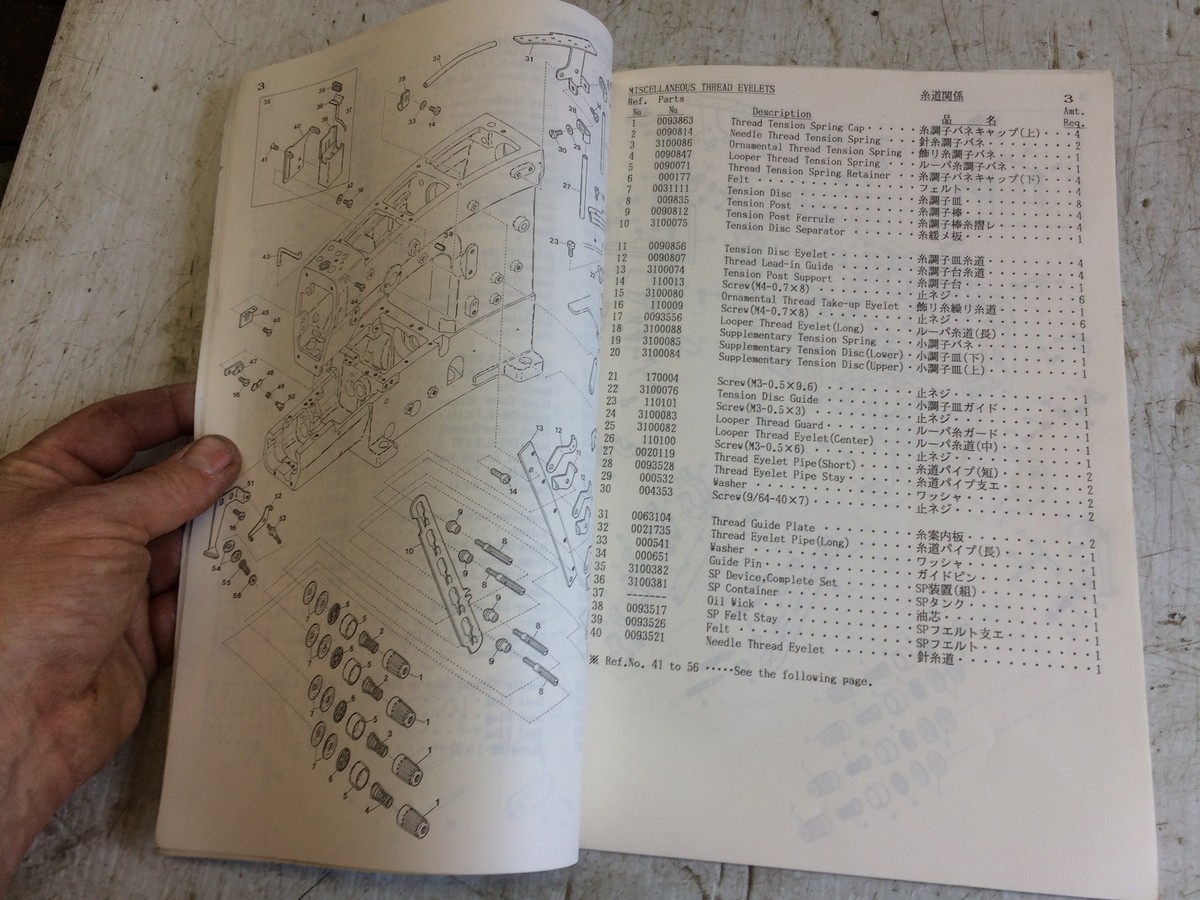 3
MISCELLANEOUS THREAD EYELETS 糸道関係 3
Ref. No Parts No Description 品 名 Amt. Req.
1 0093863 Thread Tension Spring Cap 糸調子バネキャップ(上) 4
2 0090814 Needle Thread Tension Spring 針糸調子バネ 2
3 3100086 Ornamental Thread Tension Spring 飾リ糸調子バネ 1
4 0090847 Looper Thread Tension Spring ルーパ糸調子バネ 1
5 0090071 Thread Tension Spring Retainer 糸調子バネキャップ(下) 4
6 000177 Felt フェルト 4
7 0031111 Tension Disc 糸調子皿 8
8 009835 Tension Post 糸調子棒 4
9 0090812 Tension Post Ferrule 糸調子棒糸摺レ 4
10 3100075 Tension Disc Separator 糸緩メ板 1
11 0090856 Tension Disc Eyelet 糸調子皿糸道 4
12 0090807 Thread Lead-in Guide 糸調子台糸道 4
13 3100074 Tension Post Support 糸調子台 1
14 110013 Screw(M4-0.7×8) 止ネジ 6
15 3100080 Ornamental Thread Take-up Eyelet 飾リ糸繰リ糸道 1
16 110009 Screw(M4-0.7×8) 止ネジ 6
17 0093556 Looper Thread Eyelet(Long) ルーパ糸道(長) 1
18 3100088 Supplementary Tension Spring 小調子バネ 1
19 3100085 Supplementary Tension Disc(Lower) 小調子皿(下) 1
20 3100084 Supplementary Tension Disc(Upper) 小調子皿(上) 1
21 170004 Screw(M3-0.5×9.6) 止ネジ 1
22 3100076 Tension Disc Guide 小調子皿ガイド 1
23 110101 Screw(M3-0.5×3) 止ネジ 1
24 3100083 Looper Thread Guard ルーパ糸ガード 1
25 3100082 Looper Thread Eyelet(Center) ルーパ糸道(中) 1
26 110100 Screw(M3-0.5×6) 止ネジ 1
27 0020119 Thread Eyelet Pipe(Short) 糸道パイプ(短) 2
28 0093528 Thread Eyelet Pipe Stay 糸道パイプ支エ 2
29 000532 Washer ワッシャ 2
30 004353 Screw(9/64-40×7) 止ネジ 2
31 0063104 Thread Guide Plate 糸案内板 2
32 0021735 Thread Eyelet Pipe(Long) 糸道パイプ(長) 1
33 000541 Washer ワッシャ 1
34 000651 Guide Pin ガイドピン 1
35 3100382 SP Device,Complete Set SP装置(組) 1
36 3100381 SP Container SPタンク 1
37 ------- Oil Wick 油芯 1
38 0093517 SP Felt Stay SPフエルト支エ 1
39 0093526 Felt SPフエルト 1
40 0093521 Needle Thread Eyelet 針糸道 1
※ Ref.No. 41 to 56 ·····See the following page.